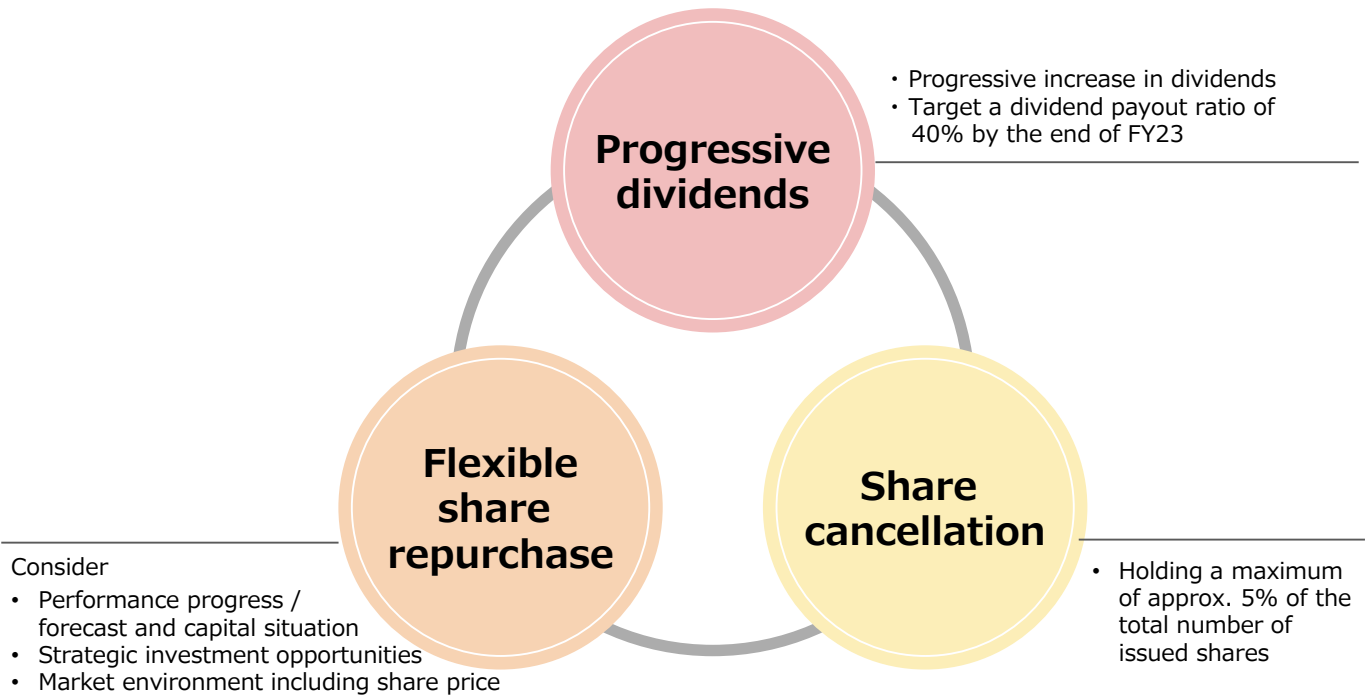 ・Progressive increase in dividends
・Target a dividend payout ratio of
40% by the end of FY23
Progressive
dividends
Flexible
share
repurchase
Share
cancellation
Consider
• Performance progress /
forecast and capital situation
• Strategic investment opportunities
• Market environment including share price
• Holding a maximum
of approx. 5% of the
total number of
issued shares